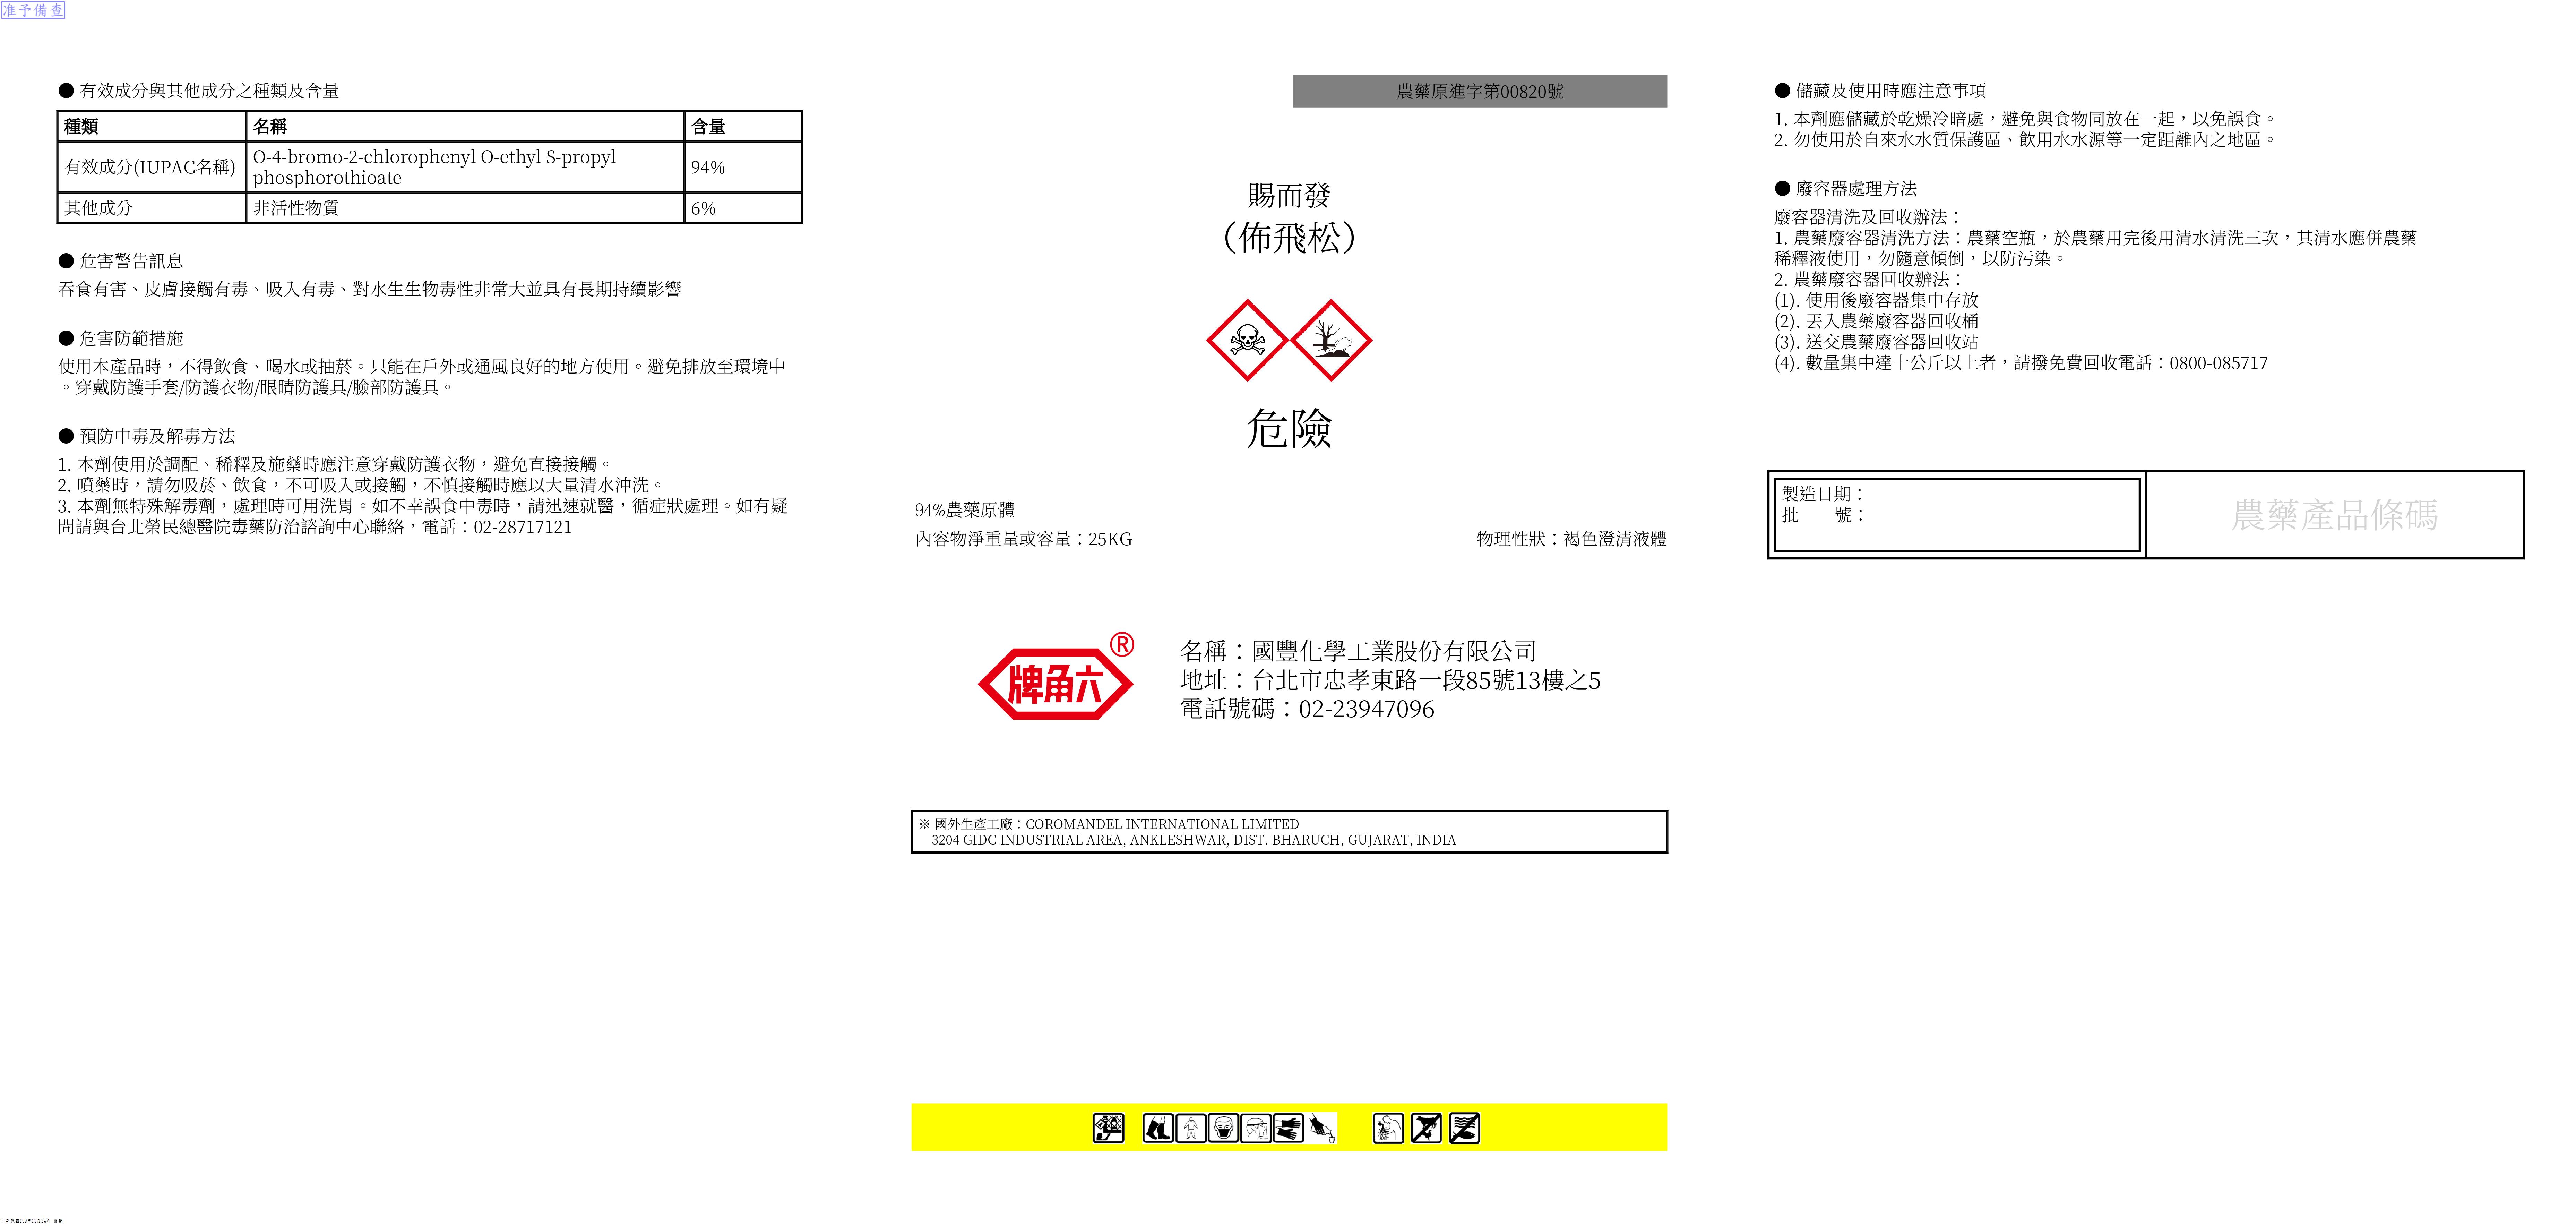 准予備查
● 有效成分與其他成分之種類及含量
種類 名稱 含量
有效成分(IUPAC名稱) O-4-bromo-2-chlorophenyl O-ethyl S-propyl phosphorothioate 94%
其他成分 非活性物質 6%
● 危害警告訊息
吞食有害、皮膚接觸有毒、吸入有毒、對水生生物毒性非常大並具有長期持續影響
● 危害防範措施
使用本產品時，不得飲食、喝水或抽菸。只能在戶外或通風良好的地方使用。避免排放至環境中
。穿戴防護手套/防護衣物/眼睛防護具/臉部防護具。
● 預防中毒及解毒方法
1. 本劑使用於調配、稀釋及施藥時應注意穿戴防護衣物，避免直接接觸。
2. 噴藥時，請勿吸菸、飲食，不可吸入或接觸，不慎接觸時應以大量清水沖洗。
3. 本劑無特殊解毒劑，處理時可用洗胃。如不幸誤食中毒時，請迅速就醫，循症狀處理。如有疑
問請與台北榮民總醫院毒藥防治諮詢中心聯絡，電話：02-28717121
農藥原進字第00820號
賜而發
（佈飛松）
危險
94%農藥原體
內容物淨重量或容量：25KG
物理性狀：褐色澄清液體
牌角六®
名稱：國豐化學工業股份有限公司
地址：台北市忠孝東路一段85號13樓之5
電話號碼：02-23947096
※ 國外生產工廠：COROMANDEL INTERNATIONAL LIMITED
3204 GIDC INDUSTRIAL AREA, ANKLESHWAR, DIST. BHARUCH, GUJARAT, INDIA
● 儲藏及使用時應注意事項
1. 本劑應儲藏於乾燥冷暗處，避免與食物同放在一起，以免誤食。
2. 勿使用於自來水水質保護區、飲用水水源等一定距離內之地區。
● 廢容器處理方法
廢容器清洗及回收辦法：
1. 農藥廢容器清洗方法：農藥空瓶，於農藥用完後用清水清洗三次，其清水應併農藥
稀釋液使用，勿隨意傾倒，以防污染。
2. 農藥廢容器回收辦法：
(1). 使用後廢容器集中存放
(2). 丟入農藥廢容器回收桶
(3). 送交農藥廢容器回收站
(4). 數量集中達十公斤以上者，請撥免費回收電話：0800-085717
製造日期：
批 號：
農藥產品條碼